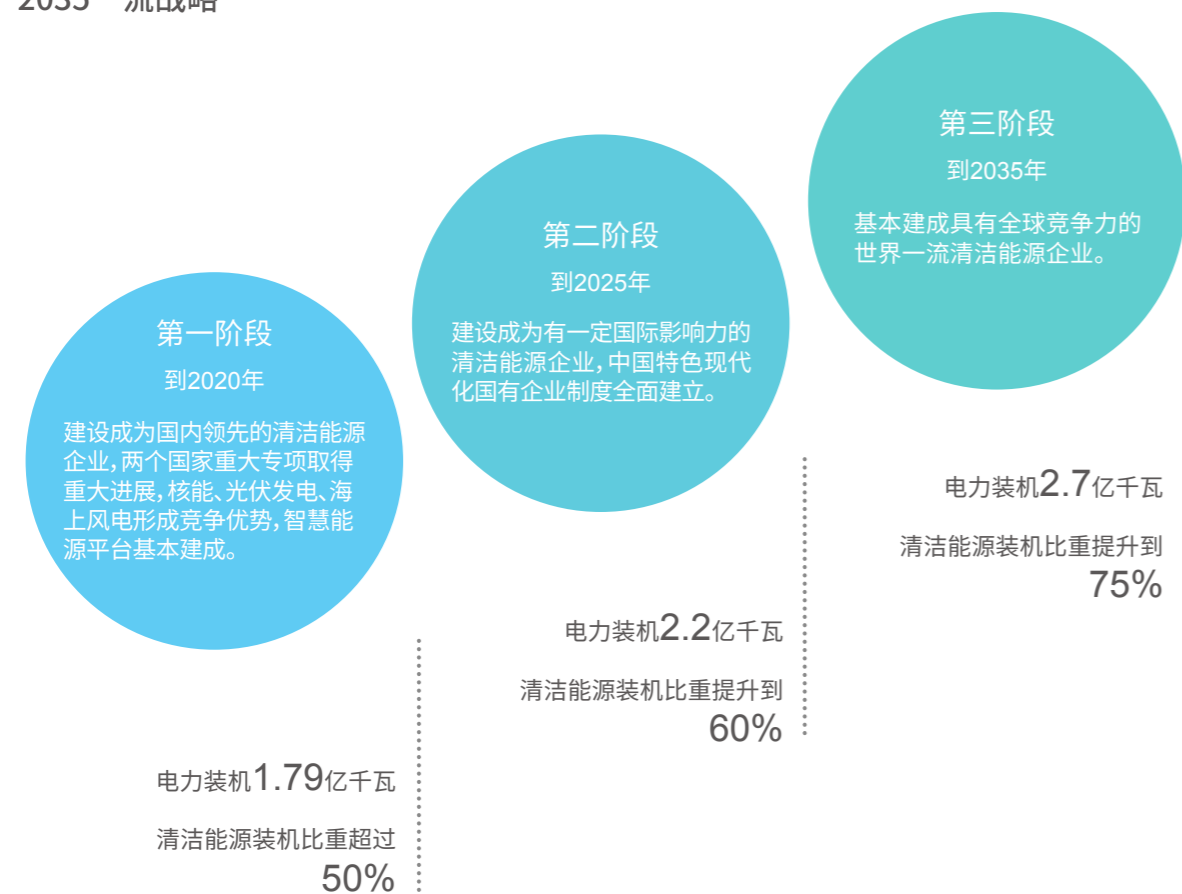 2035一流战略
第一阶段
到2020年
建设成为国内领先的清洁能源
企业，两个国家重大专项取得
重大进展，核能、光伏发电、海
上风电形成竞争优势，智慧能
源平台基本建成。
电力装机1.79亿千瓦
清洁能源装机比重超过
50%
第二阶段
到2025年
建设成为有一定国际影响力的
清洁能源企业，中国特色现代
化国有企业制度全面建立。
电力装机2.2亿千瓦
清洁能源装机比重提升到
60%
第三阶段
到2035年
基本建成具有全球竞争力的
世界一流清洁能源企业。
电力装机2.7亿千瓦
清洁能源装机比重提升到
75%